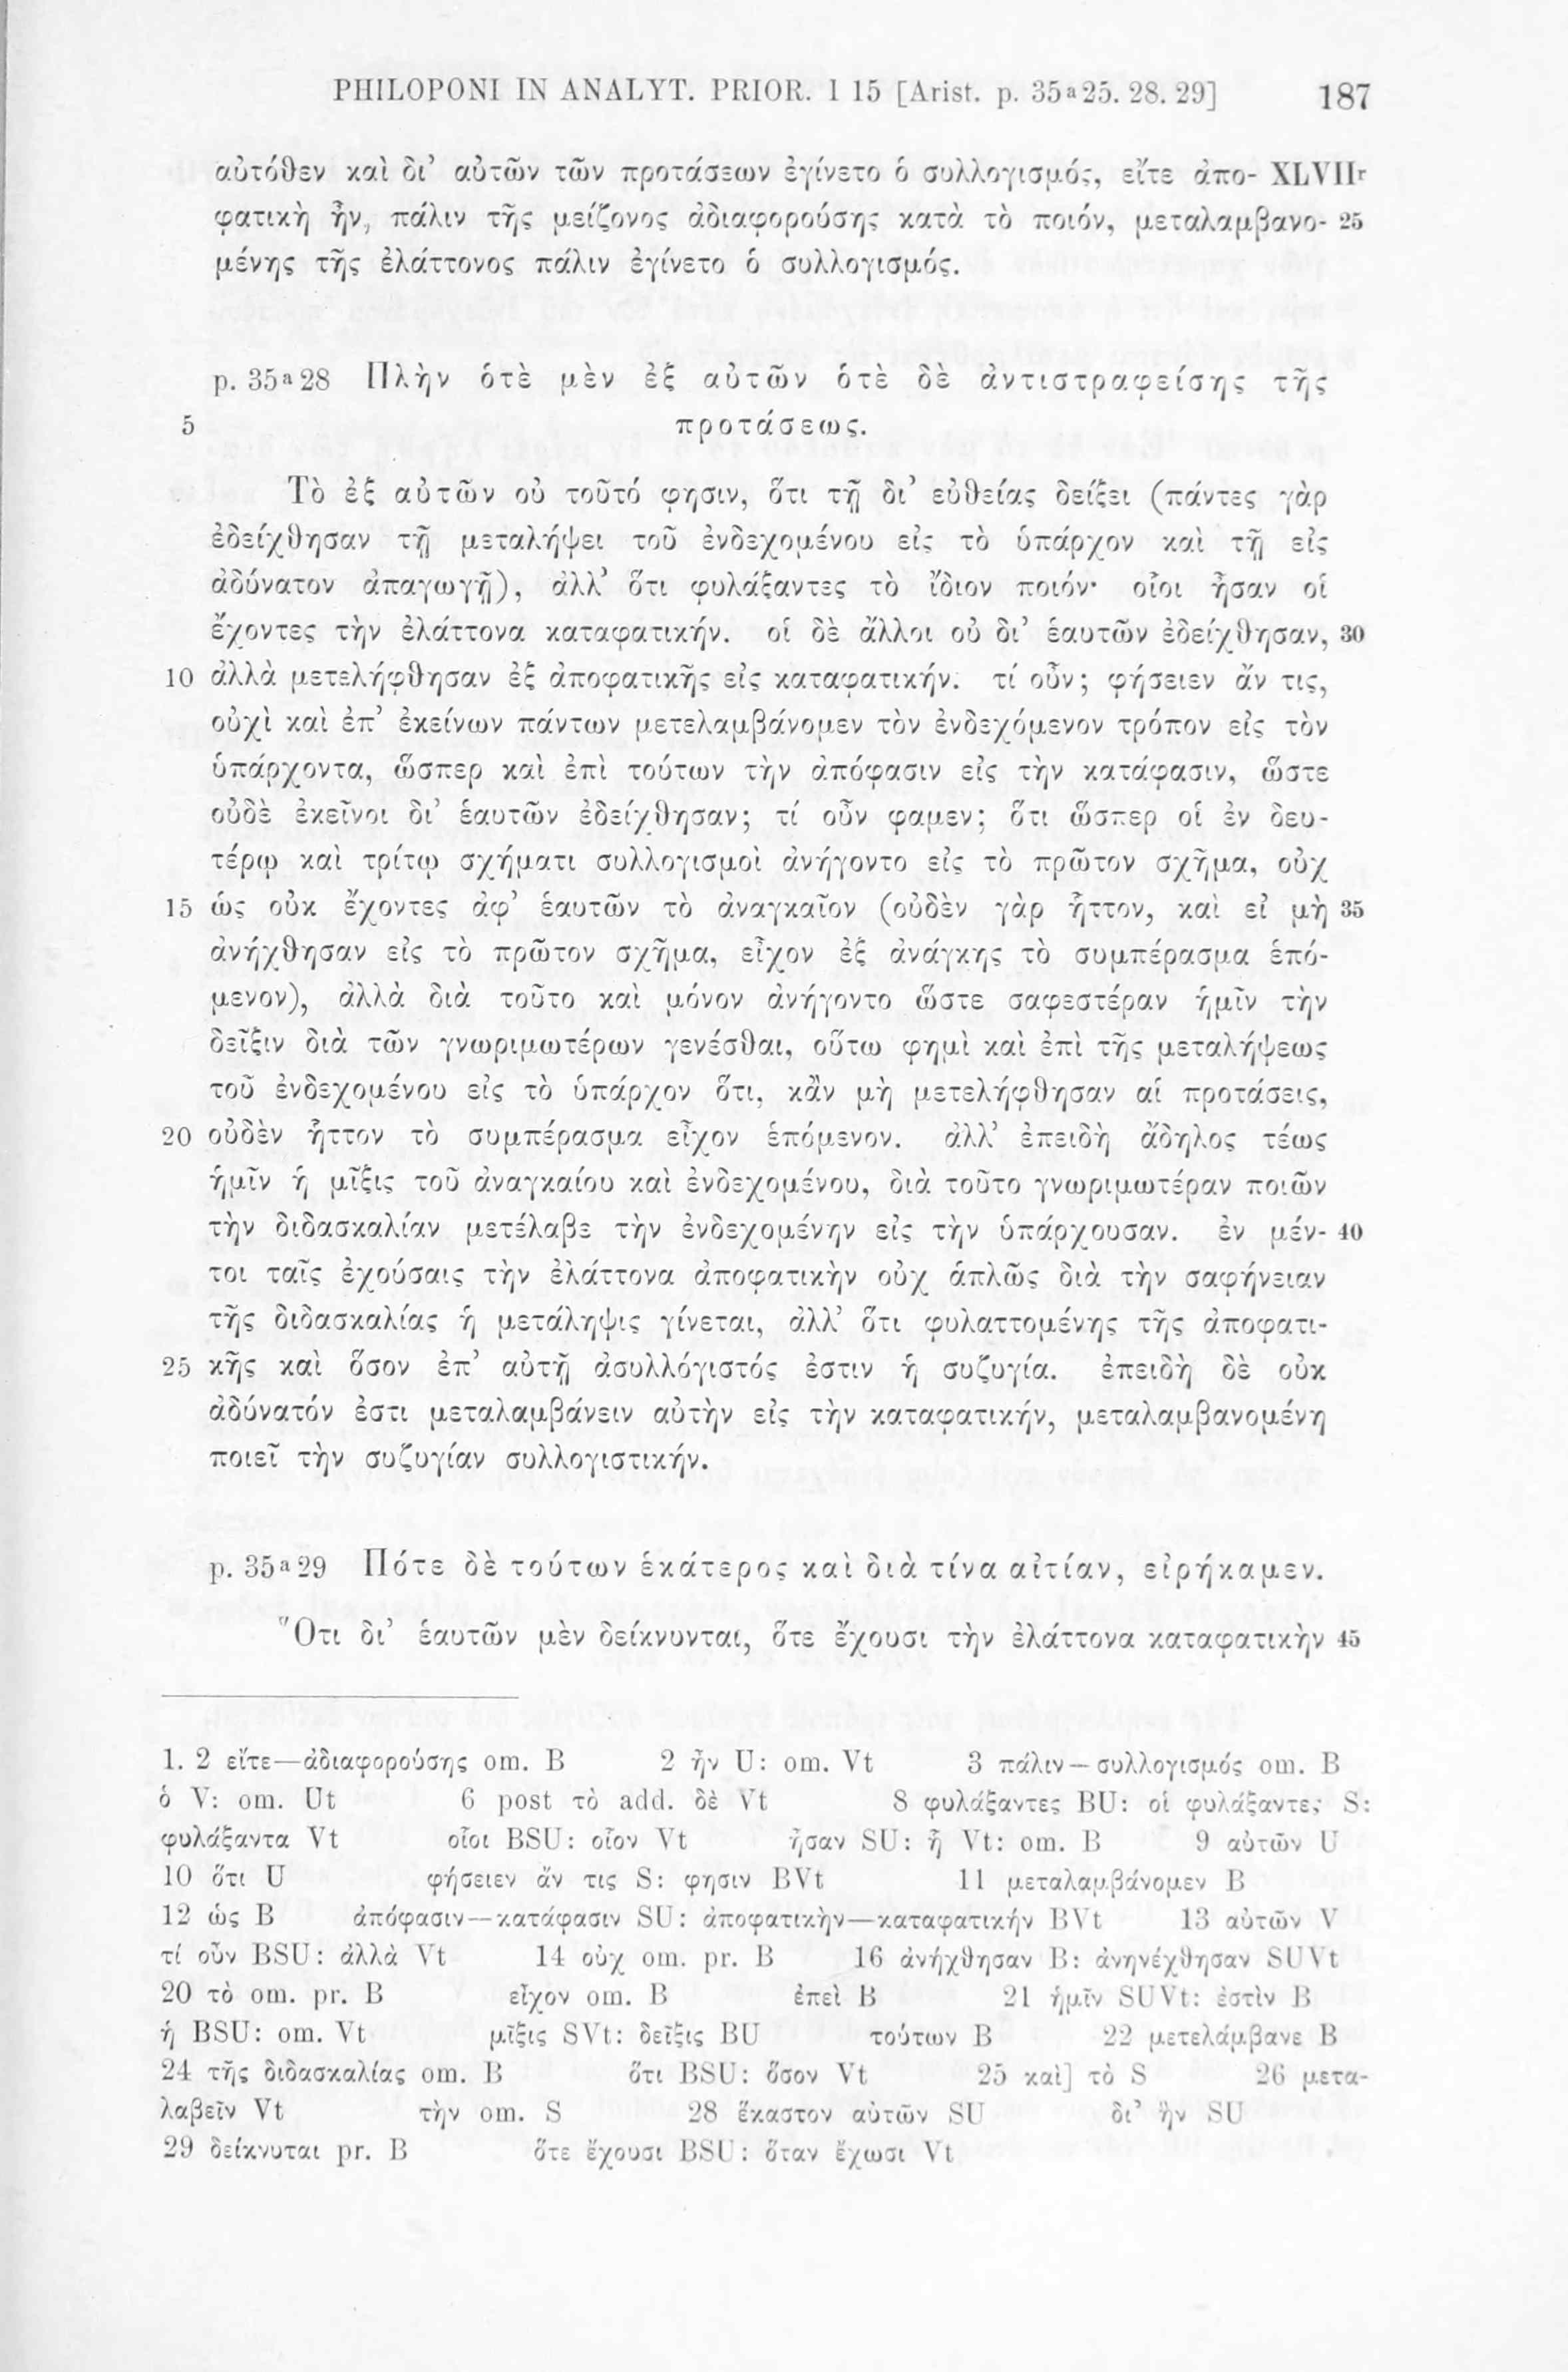 PHILOPONI IN ANALYT. PRIOR. I 15 [Arist. p. 35ᵃ25. 28. 29] 187
αὐτόθεν καὶ δι’ αὐτῶν τῶν προτάσεων ἐγίνετο ὁ συλλογισμός, εἴτε ἀπο- XLVIIʳ
φατικὴ ἦν, πάλιν τῆς μείζονος ἀδιαφορούσης κατὰ τὸ ποιόν, μεταλαμβανο- 25
μένης τῆς ἐλάττονος πάλιν ἐγίνετο ὁ συλλογισμός.
p. 35ᵃ28 Πλὴν ὁτὲ μὲν ἐξ αὐτῶν ὁτὲ δὲ ἀντιστραφείσης τῆς
5 προτάσεως.
Τὸ ἐξ αὐτῶν οὐ τοῦτό φησιν, ὅτι τῇ δι’ εὐθείας δείξει (πάντες γὰρ
ἐδείχθησαν τῇ μεταλήψει τοῦ ἐνδεχομένου εἰς τὸ ὑπάρχον καὶ τῇ εἰς
ἀδύνατον ἀπαγωγῇ), ἀλλ’ ὅτι φυλάξαντες τὸ ἴδιον ποιόν· οἷοι ἦσαν οἱ
ἔχοντες τὴν ἐλάττονα καταφατικήν. οἱ δὲ ἄλλοι οὐ δι’ ἑαυτῶν ἐδείχθησαν, 30
10 ἀλλὰ μετελήφθησαν ἐξ ἀποφατικῆς εἰς καταφατικήν. τί οὖν; φήσειεν ἄν τις,
οὐχὶ καὶ ἐπ’ ἐκείνων πάντων μετελαμβάνομεν τὸν ἐνδεχόμενον τρόπον εἰς τὸν
ὑπάρχοντα, ὥσπερ καὶ ἐπὶ τούτων τὴν ἀπόφασιν εἰς τὴν κατάφασιν, ὥστε
οὐδὲ ἐκεῖνοι δι’ ἑαυτῶν ἐδείχθησαν; τί οὖν φαμεν; ὅτι ὥσπερ οἱ ἐν δευ-
τέρῳ καὶ τρίτῳ σχήματι συλλογισμοὶ ἀνήγοντο εἰς τὸ πρῶτον σχῆμα, οὐχ
15 ὡς οὐκ ἔχοντες ἀφ’ ἑαυτῶν τὸ ἀναγκαῖον (οὐδὲν γὰρ ἧττον, καὶ εἰ μὴ 35
ἀνήχθησαν εἰς τὸ πρῶτον σχῆμα, εἶχον ἐξ ἀνάγκης τὸ συμπέρασμα ἑπό-
μενον), ἀλλὰ διὰ τοῦτο καὶ μόνον ἀνήγοντο ὥστε σαφεστέραν ἡμῖν τὴν
δεῖξιν διὰ τῶν γνωριμωτέρων γενέσθαι, οὕτω φημὶ καὶ ἐπὶ τῆς μεταλήψεως
τοῦ ἐνδεχομένου εἰς τὸ ὑπάρχον ὅτι, κἂν μὴ μετελήφθησαν αἱ προτάσεις,
20 οὐδὲν ἧττον τὸ συμπέρασμα εἶχον ἑπόμενον. ἀλλ’ ἐπειδὴ ἄδηλος τέως
ἡμῖν ἡ μῖξις τοῦ ἀναγκαίου καὶ ἐνδεχομένου, διὰ τοῦτο γνωριμωτέραν ποιῶν
τὴν διδασκαλίαν μετέλαβε τὴν ἐνδεχομένην εἰς τὴν ὑπάρχουσαν. ἐν μέν- 40
τοι ταῖς ἐχούσαις τὴν ἐλάττονα ἀποφατικὴν οὐχ ἁπλῶς διὰ τὴν σαφήνειαν
τῆς διδασκαλίας ἡ μετάληψις γίνεται, ἀλλ’ ὅτι φυλαττομένης τῆς ἀποφατι-
25 κῆς καὶ ὅσον ἐπ’ αὐτῇ ἀσυλλόγιστός ἐστιν ἡ συζυγία. ἐπειδὴ δὲ οὐκ
ἀδύνατόν ἐστι μεταλαμβάνειν αὐτὴν εἰς τὴν καταφατικήν, μεταλαμβανομένη
ποιεῖ τὴν συζυγίαν συλλογιστικήν.
p. 35ᵃ29 Πότε δὲ τούτων ἑκάτερος καὶ διὰ τίνα αἰτίαν, εἰρήκαμεν.
Ὅτι δι’ ἑαυτῶν μὲν δείκνυνται, ὅτε ἔχουσι τὴν ἐλάττονα καταφατικὴν 45
1. 2 εἴτε—ἀδιαφορούσης om. B 2 ἦν U: om. Vt 3 πάλιν—συλλογισμός om. B
ὁ V: om. Ut 6 post τὸ add. δὲ Vt 8 φυλάξαντες BU: οἱ φυλάξαντες S:
φυλάξαντα Vt οἷοι BSU: οἷον Vt ἦσαν SU: ἦ Vt: om. B 9 αὐτῶν U
10 ὅτι U φήσειεν ἄν τις S: φησιν BVt 11 μεταλαμβάνομεν B
12 ὡς B ἀπόφασιν—κατάφασιν SU: ἀποφατικὴν—καταφατικήν BVt 13 αὐτῶν V
τί οὖν BSU: ἀλλὰ Vt 14 οὐχ om. pr. B 16 ἀνήχθησαν B: ἀνηνέχθησαν SUVt
20 τὸ om. pr. B εἶχον om. B ἐπεὶ B 21 ἡμῖν SUVt: ἐστὶν B
ἡ BSU: om. Vt μῖξις SVt: δεῖξις BU τούτων B 22 μετελάμβανε B
24 τῆς διδασκαλίας om. B ὅτι BSU: ὅσον Vt 25 καὶ] τὸ S 26 μετα-
λαβεῖν Vt τὴν om. S 28 ἕκαστον αὐτῶν SU δι’ ἣν SU
29 δείκνυται pr. B ὅτε ἔχουσι BSU: ὅταν ἔχωσι Vt